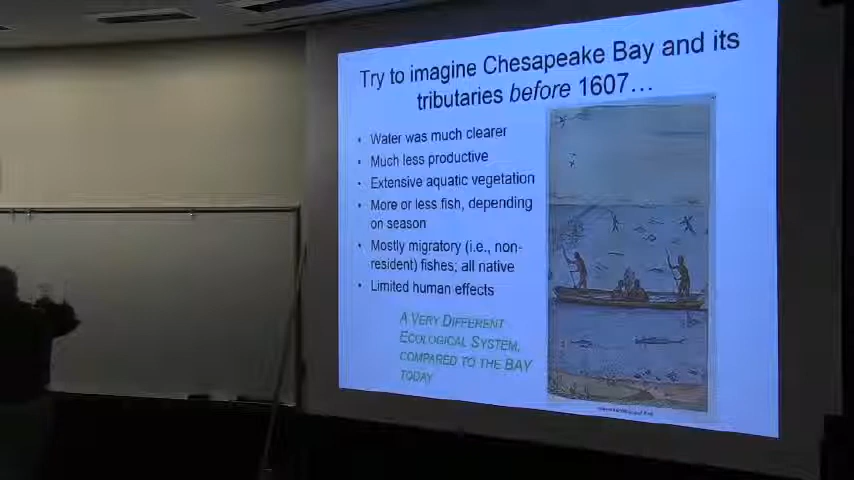 Try to imagine Chesapeake Bay and its
tributaries before 1607...
• Water was much clearer
• Much less productive
• Extensive aquatic vegetation
• More or less fish, depending
on season
• Mostly migratory (i.e., non-
resident) fishes; all native
• Limited human effects
A VERY DIFFERENT
ECOLOGICAL SYSTEM,
COMPARED TO THE BAY
TODAY